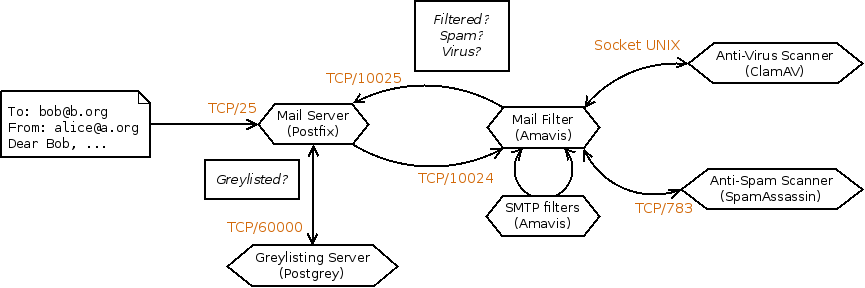 Filtered?
Spam?
Virus?
Socket UNIX
Anti-Virus Scanner
(ClamAV)
TCP/10025
To: bob@b.org
From: alice@a.org
Dear Bob, ...
TCP/25
Mail Server
(Postfix)
Mail Filter
(Amavis)
Greylisted?
TCP/10024
Anti-Spam Scanner
(SpamAssassin)
TCP/783
SMTP filters
(Amavis)
TCP/60000
Greylisting Server
(Postgrey)